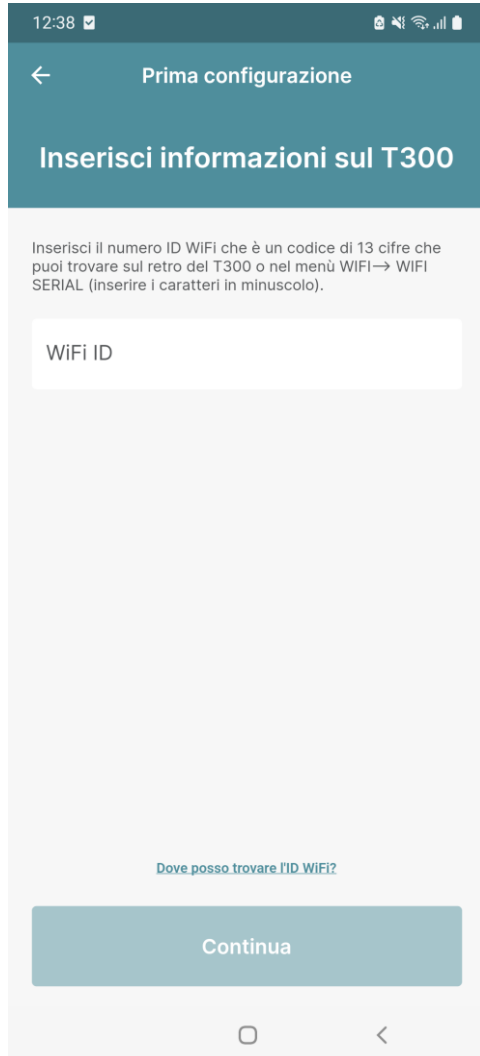 12:38
Prima configurazione
Inserisci informazioni sul T300
Inserisci il numero ID WiFi che è un codice di 13 cifre che
puoi trovare sul retro del T300 o nel menù WIFI→ WIFI
SERIAL (inserire i caratteri in minuscolo).
WiFi ID
Dove posso trovare l'ID WiFi?
Continua